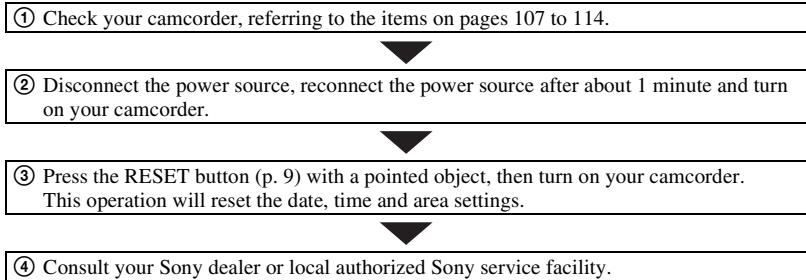 ① Check your camcorder, referring to the items on pages 107 to 114.
② Disconnect the power source, reconnect the power source after about 1 minute and turn
on your camcorder.
③ Press the RESET button (p. 9) with a pointed object, then turn on your camcorder.
This operation will reset the date, time and area settings.
④ Consult your Sony dealer or local authorized Sony service facility.